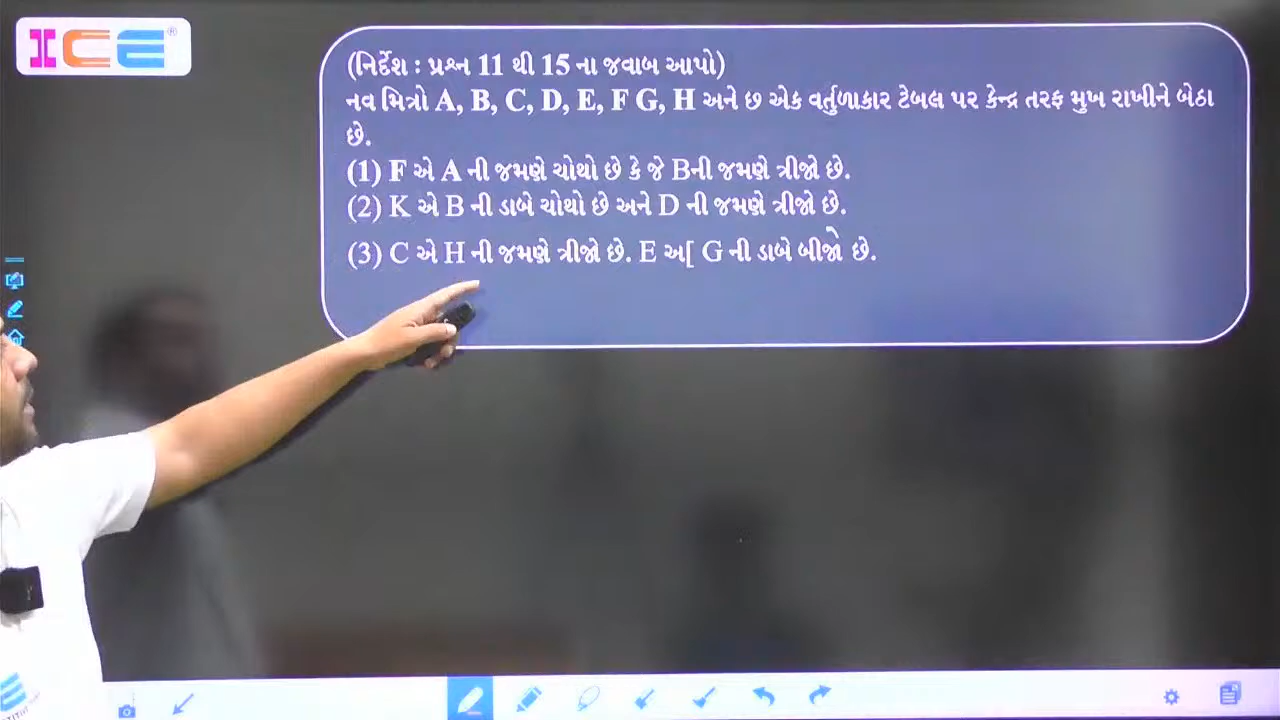 ICE®
(નિર્દેશ : પ્રશ્ન 11 થી 15 ના જવાબ આપો)
નવ મિત્રો A, B, C, D, E, F G, H અને છ એક વર્તુળાકાર ટેબલ પર કેન્દ્ર તરફ મુખ રાખીને બેઠા
છે.
(1) F એ A ની જમણે ચોથો છે કે જે Bની જમણે ત્રીજો છે.
(2) K એ B ની ડાબે ચોથો છે અને D ની જમણે ત્રીજો છે.
(3) C એ H ની જમણે ત્રીજો છે. E અ[ G ની ડાબે બીજો છે.